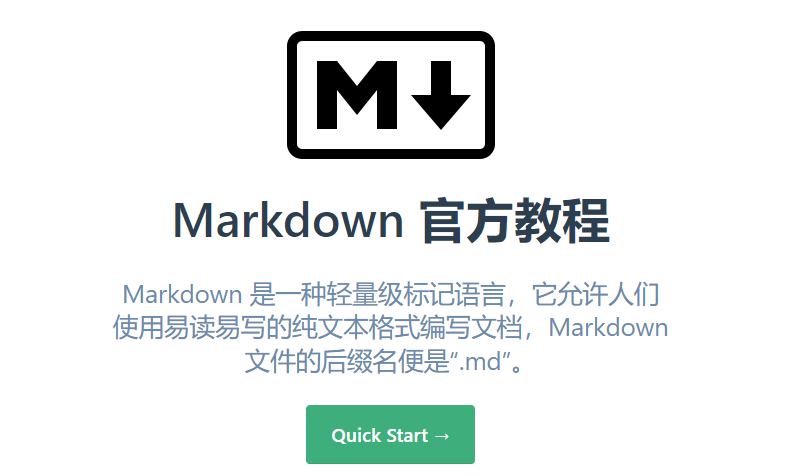 M
Markdown 官方教程
Markdown 是一种轻量级标记语言，它允许人们
使用易读易写的纯文本格式编写文档，Markdown
文件的后缀名便是“.md”。
Quick Start →